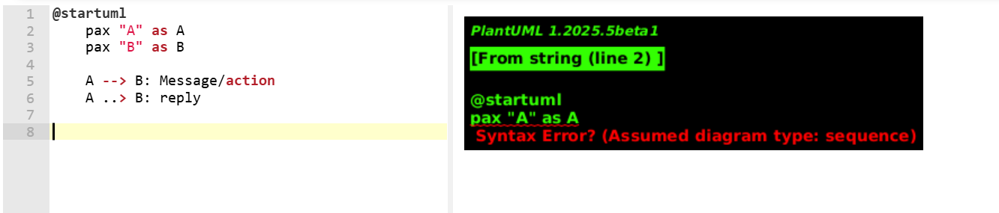 1 @startuml
2 pax "A" as A
3 pax "B" as B
4
5 A --> B: Message/action
6 A ..> B: reply
7
8
PlantUML 1.2025.5beta1
[From string (line 2) ]
@startuml
pax "A" as A
Syntax Error? (Assumed diagram type: sequence)